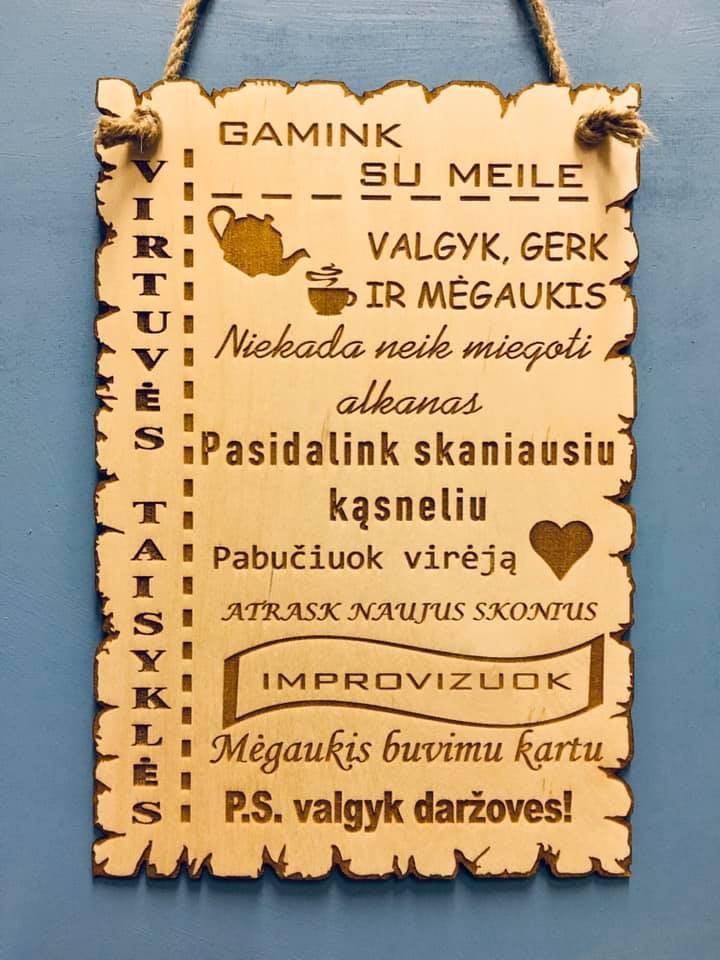 VIRTUVĖS TAISYKLĖS
GAMINK
SU MEILE
VALGYK, GERK
IR MĖGAUKIS
Niekada neik miegoti
alkanas
Pasidalink skaniausiu
kąsneliu
Pabučiuok virėją
ATRASK NAUJUS SKONIUS
IMPROVIZUOK
Mėgaukis buvimu kartu
P.S. valgyk daržoves!